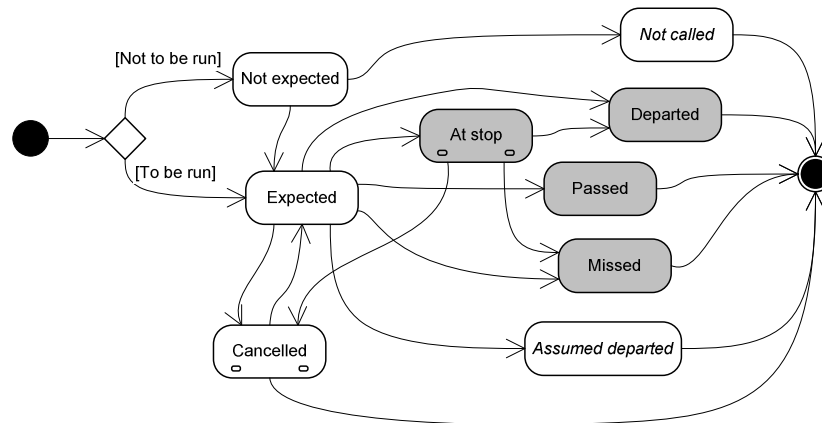 Not called
[Not to be run]
Not expected
Departed
At stop
[To be run]
Expected
Passed
Missed
Cancelled
Assumed departed